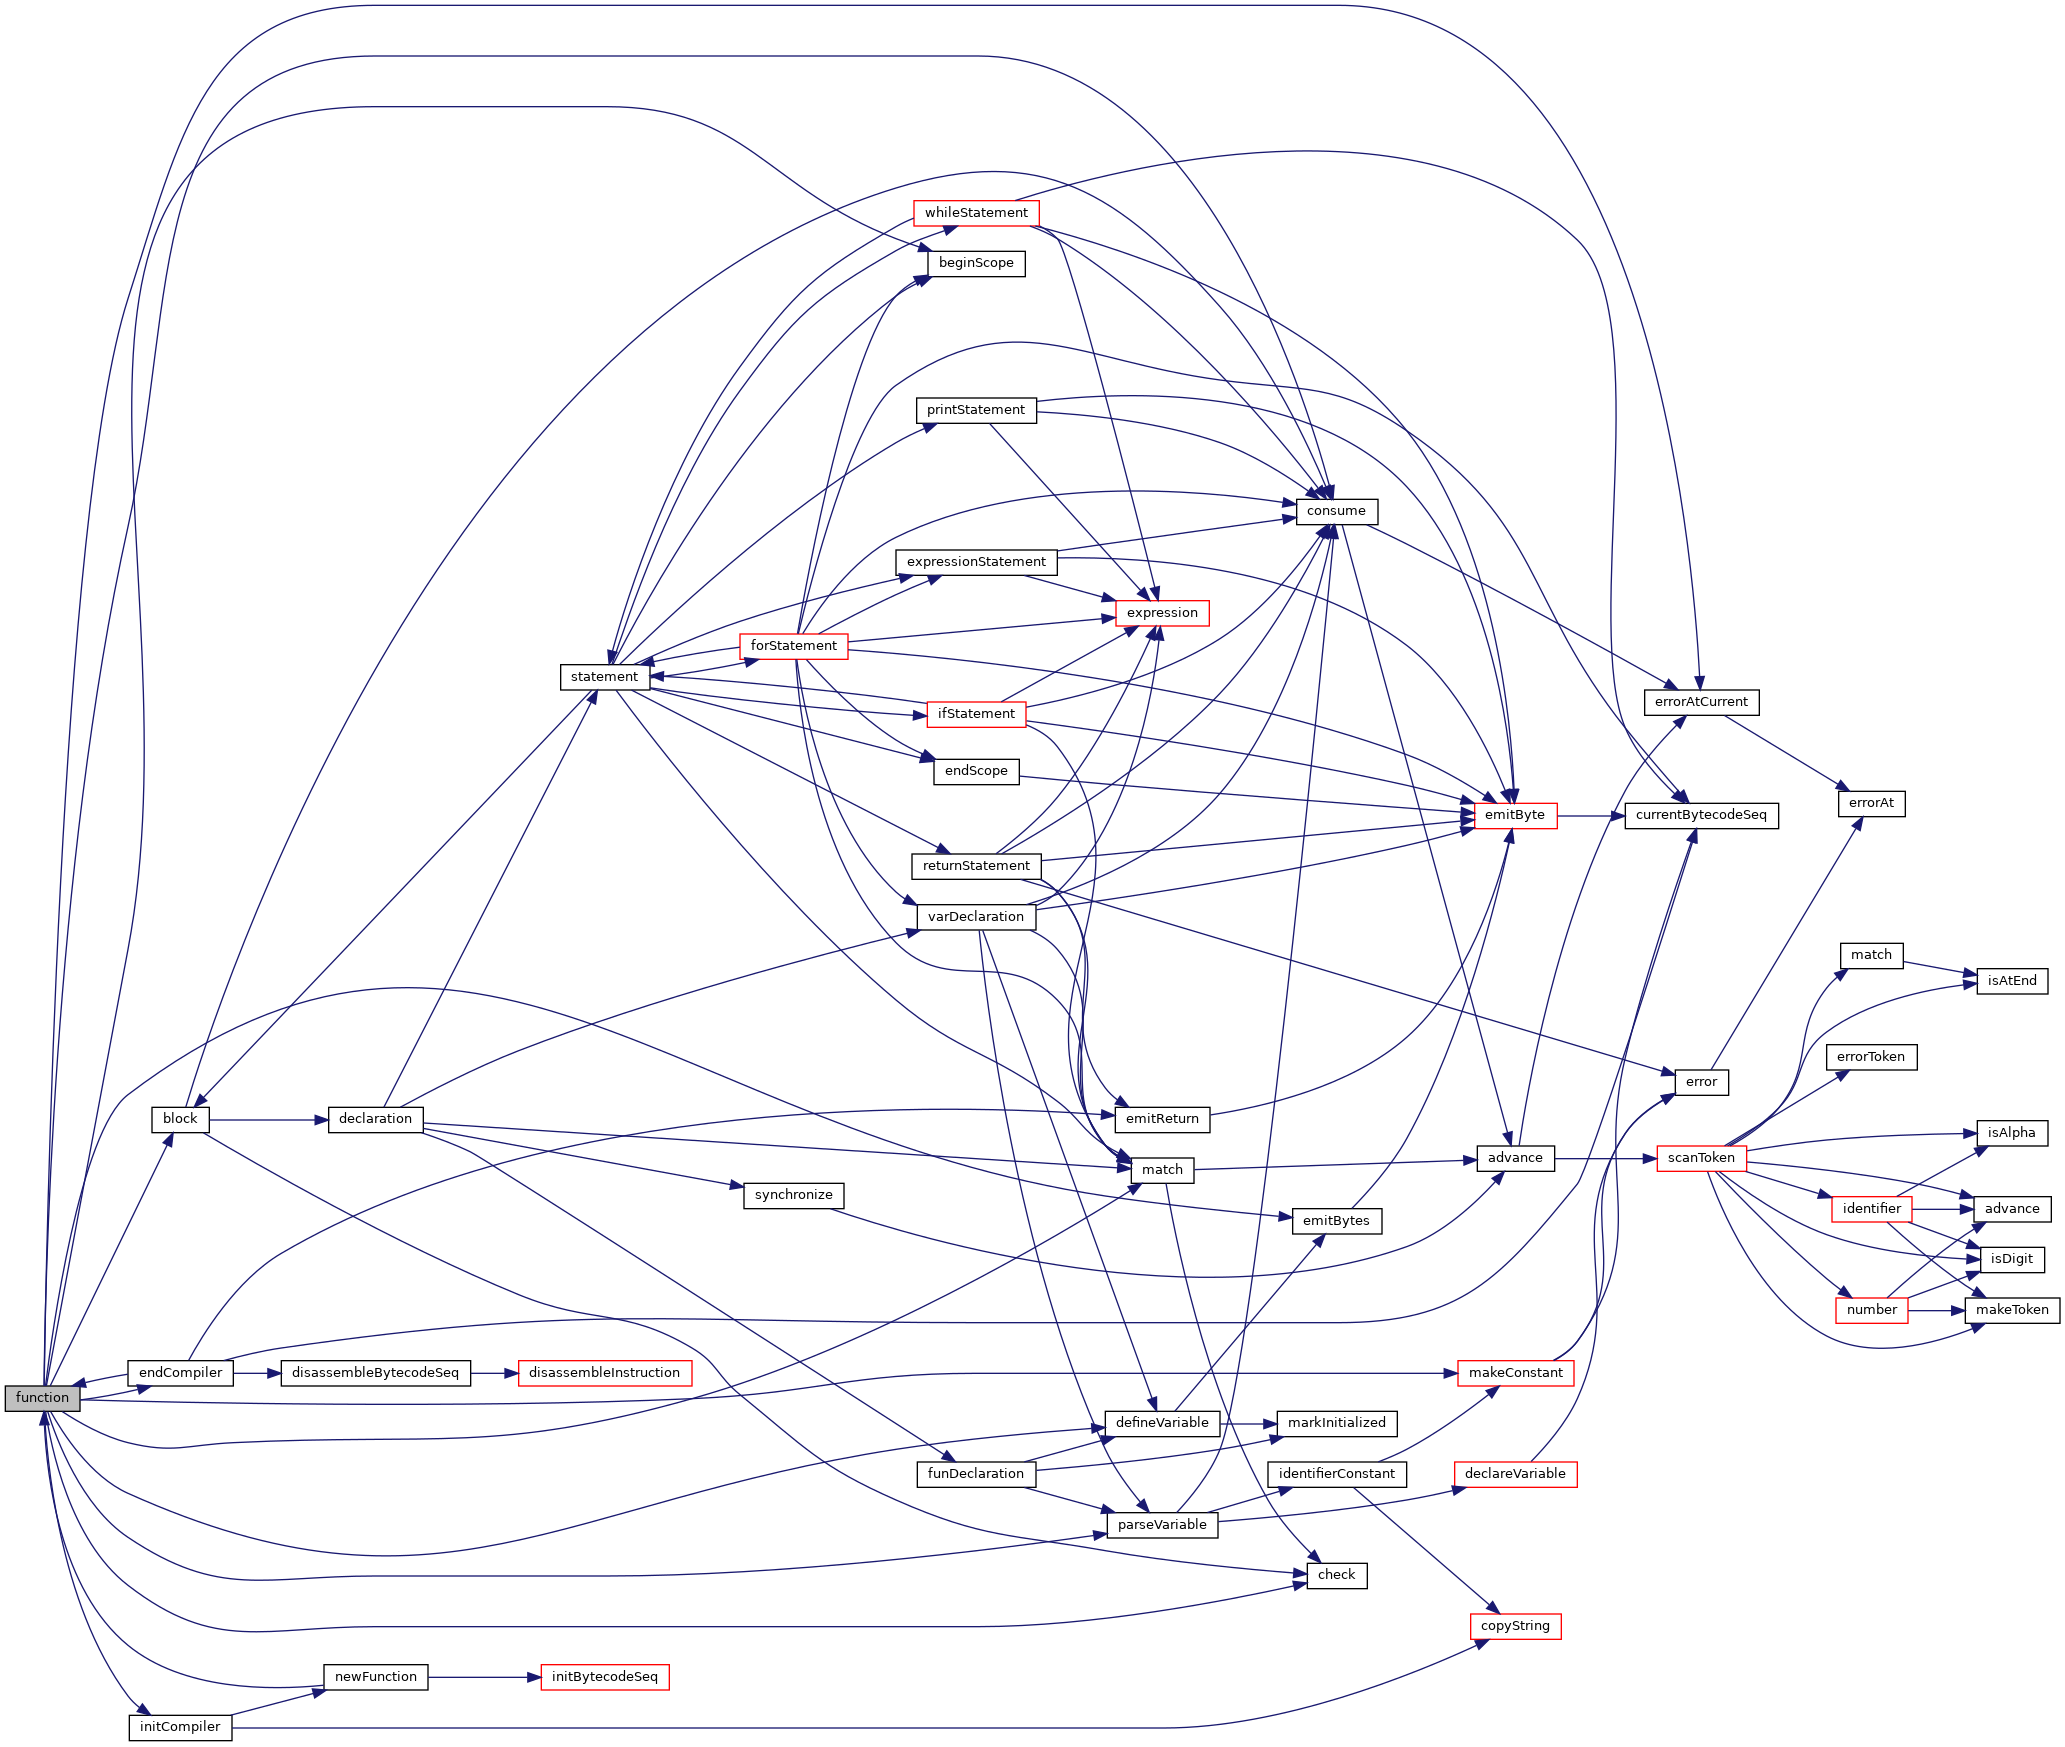 whileStatement
beginScope
printStatement
consume
expressionStatement
expression
forStatement
statement
errorAtCurrent
ifStatement
endScope
errorAt
emitByte
currentBytecodeSeq
returnStatement
varDeclaration
match
isAtEnd
errorToken
error
block
declaration
emitReturn
isAlpha
match
advance
scanToken
synchronize
identifier
advance
emitBytes
isDigit
number
makeToken
endCompiler
disassembleBytecodeSeq
disassembleInstruction
makeConstant
function
defineVariable
markInitialized
funDeclaration
identifierConstant
declareVariable
parseVariable
check
copyString
newFunction
initBytecodeSeq
initCompiler